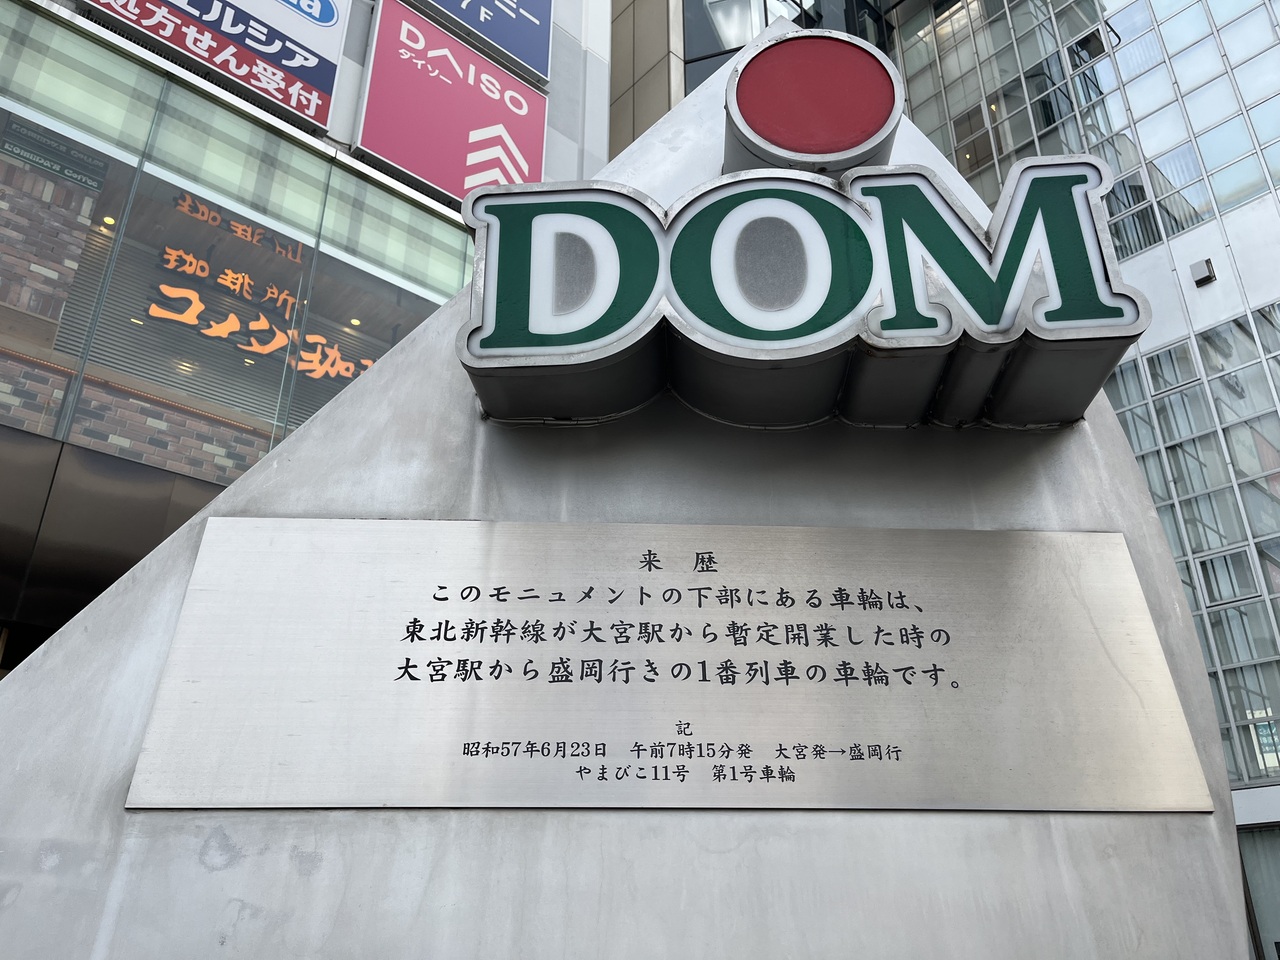 エルシア
処方せん受付
7F
DAISO
ダイソー
珈琲所
コメダ珈
DOM
来 歴
このモニュメントの下部にある車輪は、
東北新幹線が大宮駅から暫定開業した時の
大宮駅から盛岡行きの1番列車の車輪です。
記
昭和57年6月23日 午前7時15分発 大宮発→盛岡行
やまびこ11号 第1号車輪